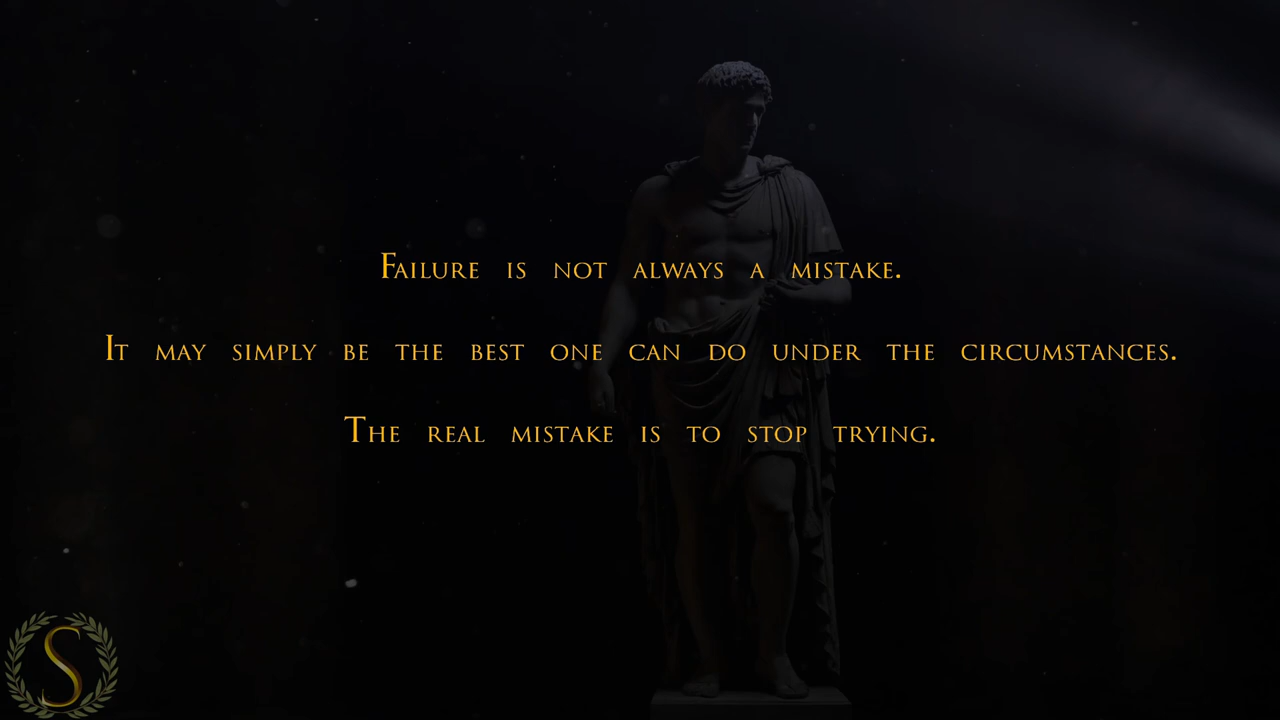 Failure is not always a mistake.
It may simply be the best one can do under the circumstances.
The real mistake is to stop trying.
S